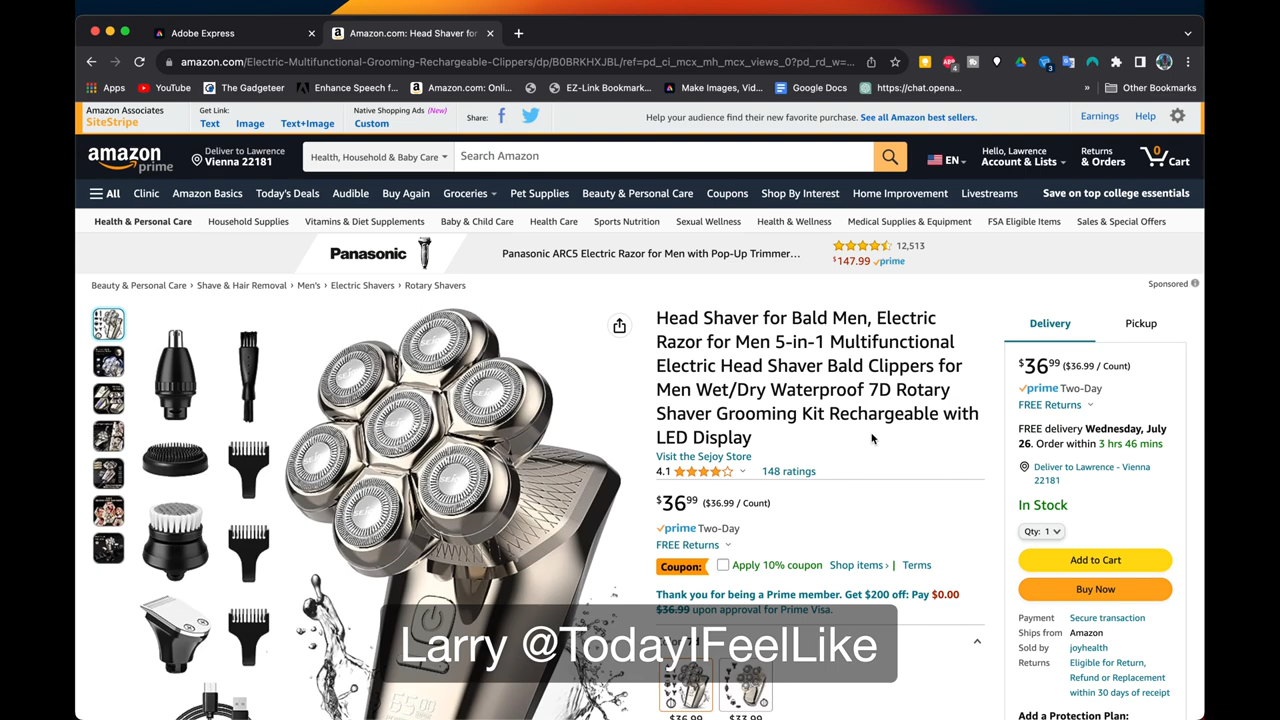 Adobe Express
Amazon.com: Head Shaver for
amazon.com/Electric-Multifunctional-Grooming-Rechargeable-Clippers/dp/B0BRKHXJBL/ref=pd_ci_mcx_mh_mcx_views_0?pd_rd_w=...
Apps
YouTube
The Gadgeteer
Enhance Speech f...
Amazon.com: Onli...
EZ-Link Bookmark...
Make Images, Vid...
Google Docs
https://chat.opena...
»
Other Bookmarks
Amazon Associates
SiteStripe
Get Link:
Text Image Text+Image
Native Shopping Ads (New)
Custom
Share:
Help your audience find their new favorite purchase. See all Amazon best sellers.
Earnings
Help
amazon
prime
Deliver to Lawrence
Vienna 22181
Health, Household & Baby Care
Search Amazon
EN
Hello, Lawrence
Account & Lists
Returns
& Orders
0
Cart
All Clinic Amazon Basics Today's Deals Audible Buy Again Groceries Pet Supplies Beauty & Personal Care Coupons Shop By Interest Home Improvement Livestreams Save on top college essentials
Health & Personal Care Household Supplies Vitamins & Diet Supplements Baby & Child Care Health Care Sports Nutrition Sexual Wellness Health & Wellness Medical Supplies & Equipment FSA Eligible Items Sales & Special Offers
Panasonic
Panasonic ARC5 Electric Razor for Men with Pop-Up Trimmer...
12,513
$147.99 prime
Sponsored
Beauty & Personal Care › Shave & Hair Removal › Men's › Electric Shavers › Rotary Shavers
SEJOY
SEJOY
SEJOY
SEJOY
SEJOY
SEJOY
SEJOY
Head Shaver for Bald Men, Electric
Razor for Men 5-in-1 Multifunctional
Electric Head Shaver Bald Clippers for
Men Wet/Dry Waterproof 7D Rotary
Shaver Grooming Kit Rechargeable with
LED Display
Visit the Sejoy Store
4.1
148 ratings
$36.99 ($36.99 / Count)
prime Two-Day
FREE Returns
Coupon: Apply 10% coupon Shop items › | Terms
Thank you for being a Prime member. Get $200 off: Pay $0.00
$36.99 upon approval for Prime Visa.
$36.99
$33.99
Delivery
Pickup
$36.99 ($36.99 / Count)
prime Two-Day
FREE Returns
FREE delivery Wednesday, July
26. Order within 3 hrs 46 mins
Deliver to Lawrence - Vienna
22181
In Stock
Qty: 1
Add to Cart
Buy Now
Payment Secure transaction
Ships from Amazon
Sold by joyhealth
Returns Eligible for Return,
Refund or Replacement
within 30 days of receipt
Add a Protection Plan:
Larry @TodayIFeelLike